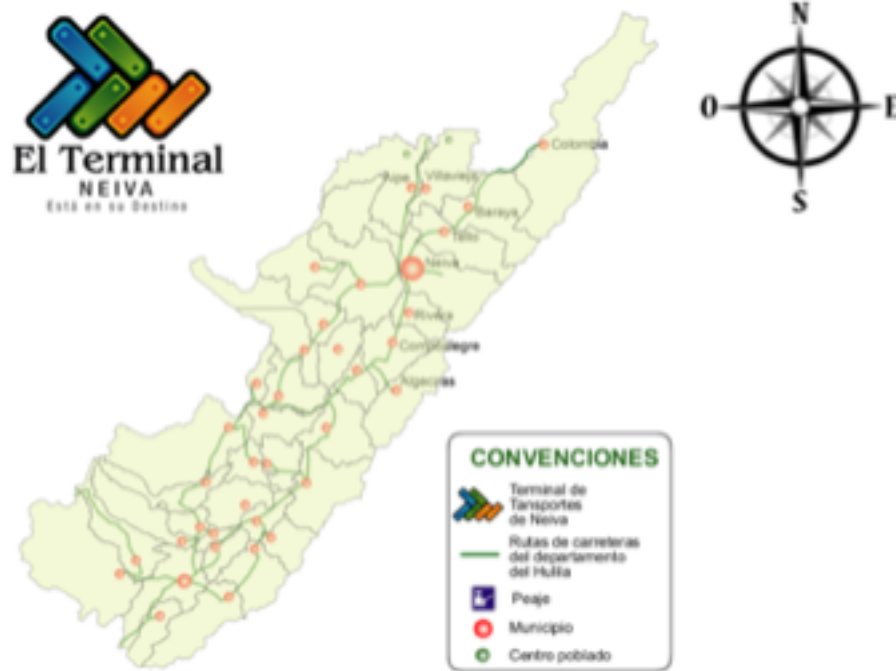 El Terminal
NEIVA
Está en su Destino
N
O
E
S
Colombia
Aipe
Villavieja
Baraya
Tello
Neiva
Rivera
Campoalegre
Algeciras
CONVENCIONES
Terminal de
Tansportes
de Neiva
Rutas de carreteras
del departamento
del Hulila
Peaje
Municipio
Centro poblado